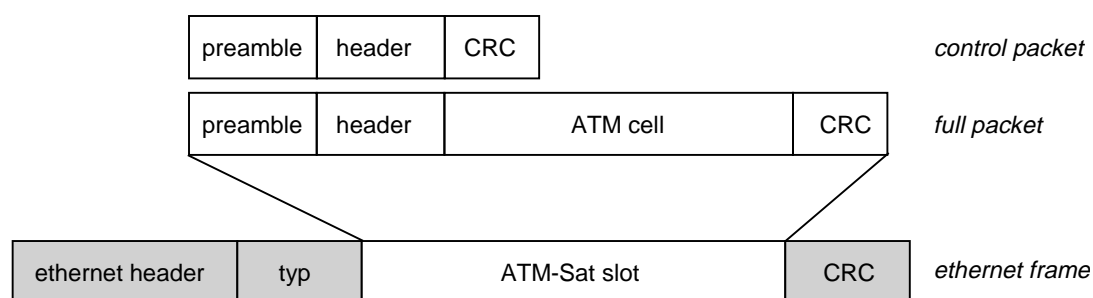 preamble header CRC control packet
preamble header ATM cell CRC full packet
ethernet header typ ATM-Sat slot CRC ethernet frame